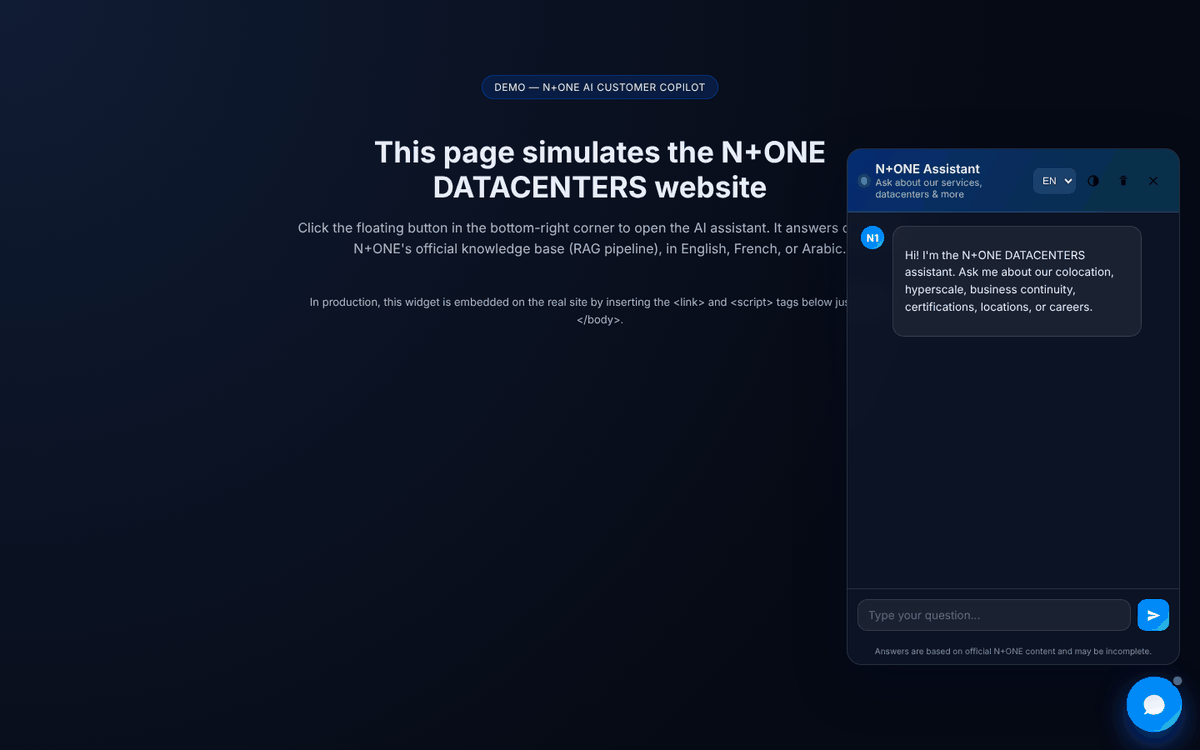 DEMO — N+ONE AI CUSTOMER COPILOT
This page simulates the N+ONE
DATACENTERS website
Click the floating button in the bottom-right corner to open the AI assistant. It answers
N+ONE's official knowledge base (RAG pipeline), in English, French, or Arabic.
In production, this widget is embedded on the real site by inserting the <link> and <script> tags below
</body>.
N+ONE Assistant
Ask about our services,
datacenters & more
EN
N1
Hi! I'm the N+ONE DATACENTERS
assistant. Ask me about our colocation,
hyperscale, business continuity,
certifications, locations, or careers.
Type your question...
Answers are based on official N+ONE content and may be incomplete.